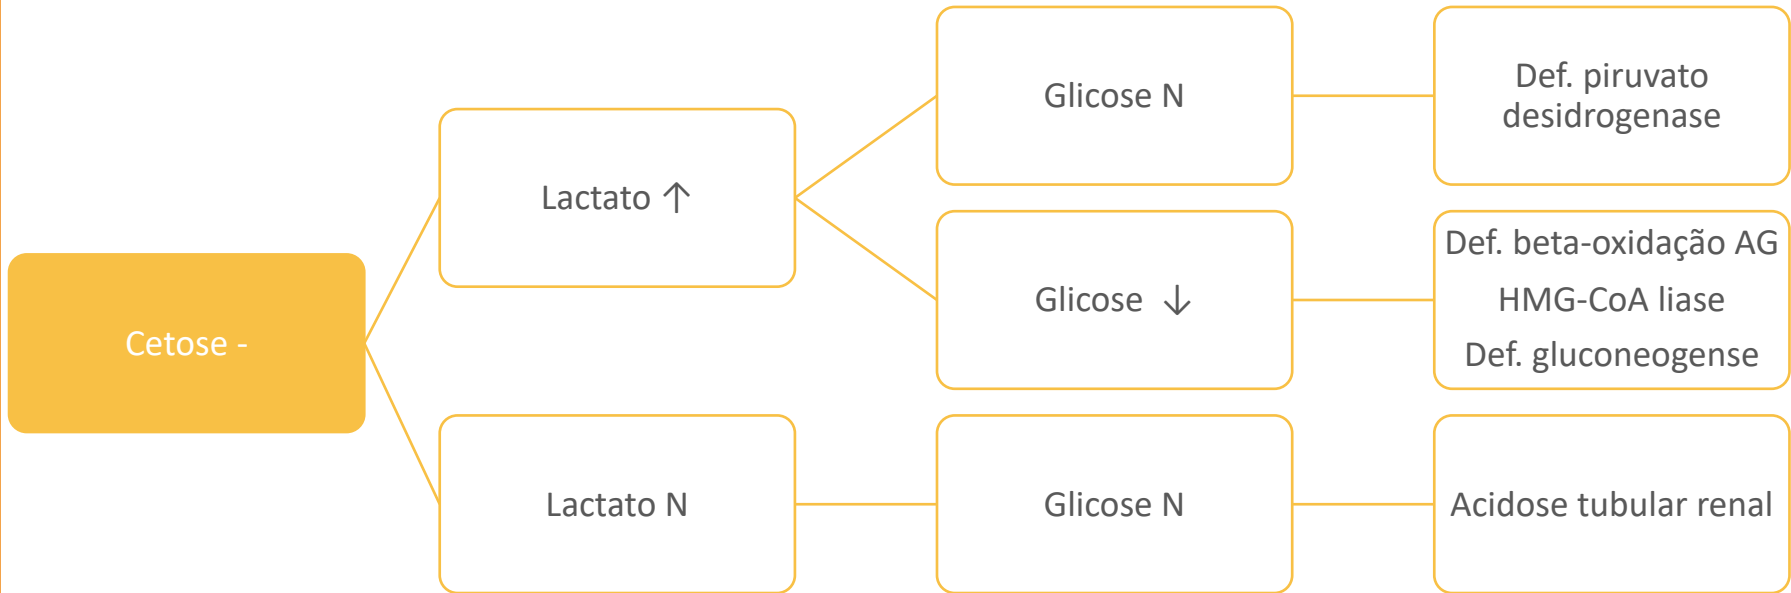 Cetose -
Lactato ↑
Glicose N
Def. piruvato
desidrogenase
Glicose ↓
Def. beta-oxidação AG
HMG-CoA liase
Def. gluconeogense
Lactato N
Glicose N
Acidose tubular renal